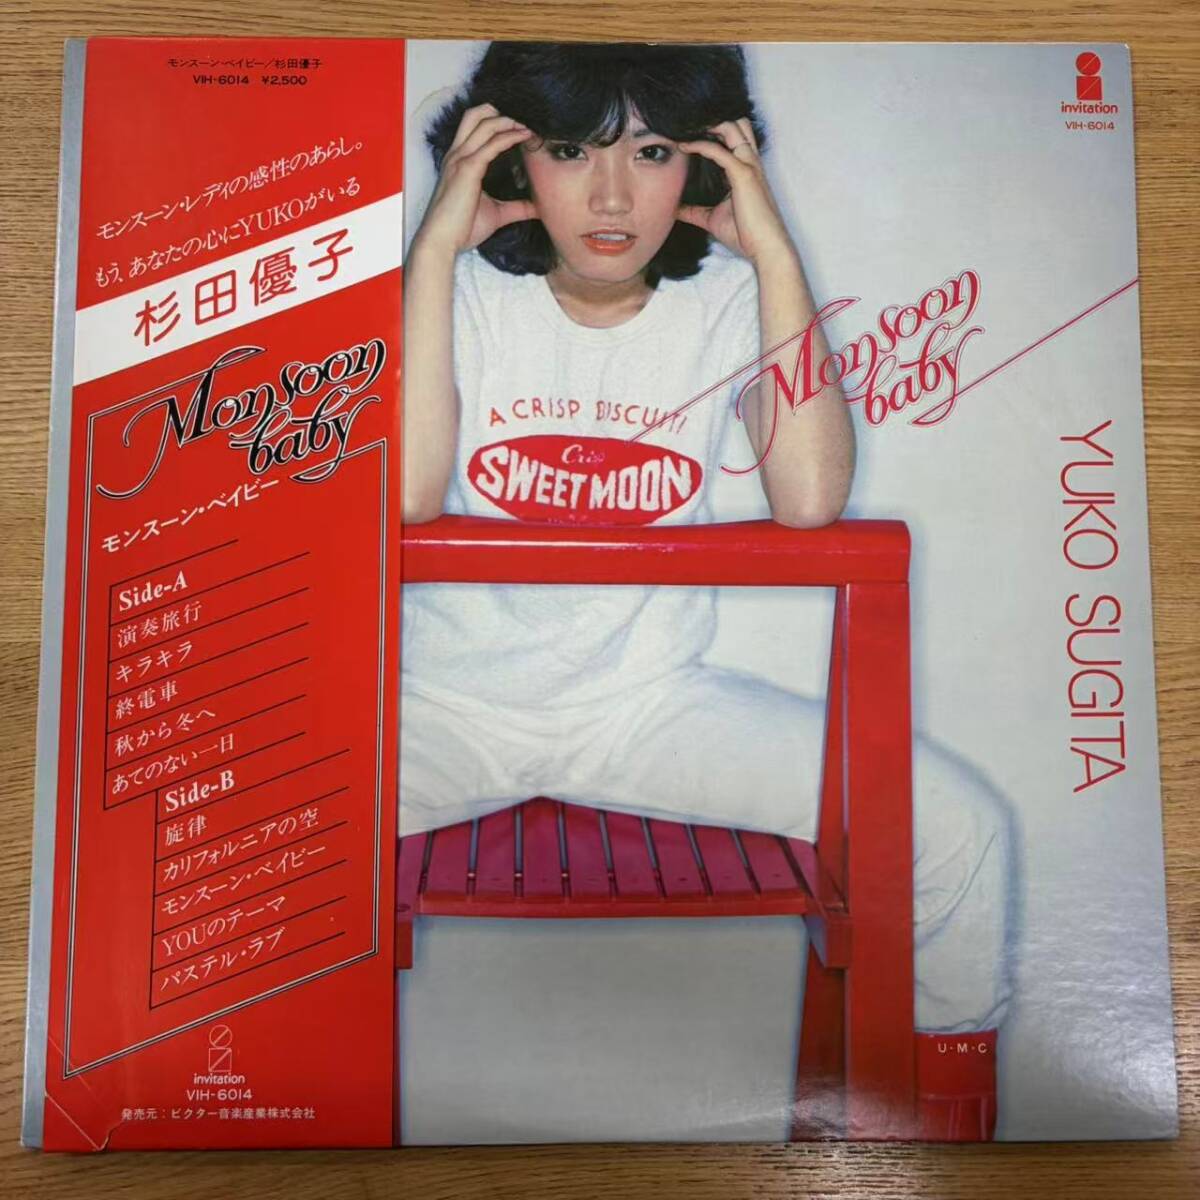 モンスーン・ベイビー/杉田優子
VIH-6014 ¥2,500
モンスーン・レディの感性のあらし。
もう、あなたの心にYUKOがいる
杉田優子
Monsoon
baby
モンスーン・ベイビー
Side-A
演奏旅行
キラキラ
終電車
秋から冬へ
あてのない一日
Side-B
旋律
カリフォルニアの空
モンスーン・ベイビー
YOUのテーマ
パステル・ラブ
invitation
VIH-6014
発売元:ビクター音楽産業株式会社
invitation
VIH-6014
Monsoon
baby
YUKO SUGITA
A CRISP BISCUIT!
Crisp
SWEET MOON
U・M・C